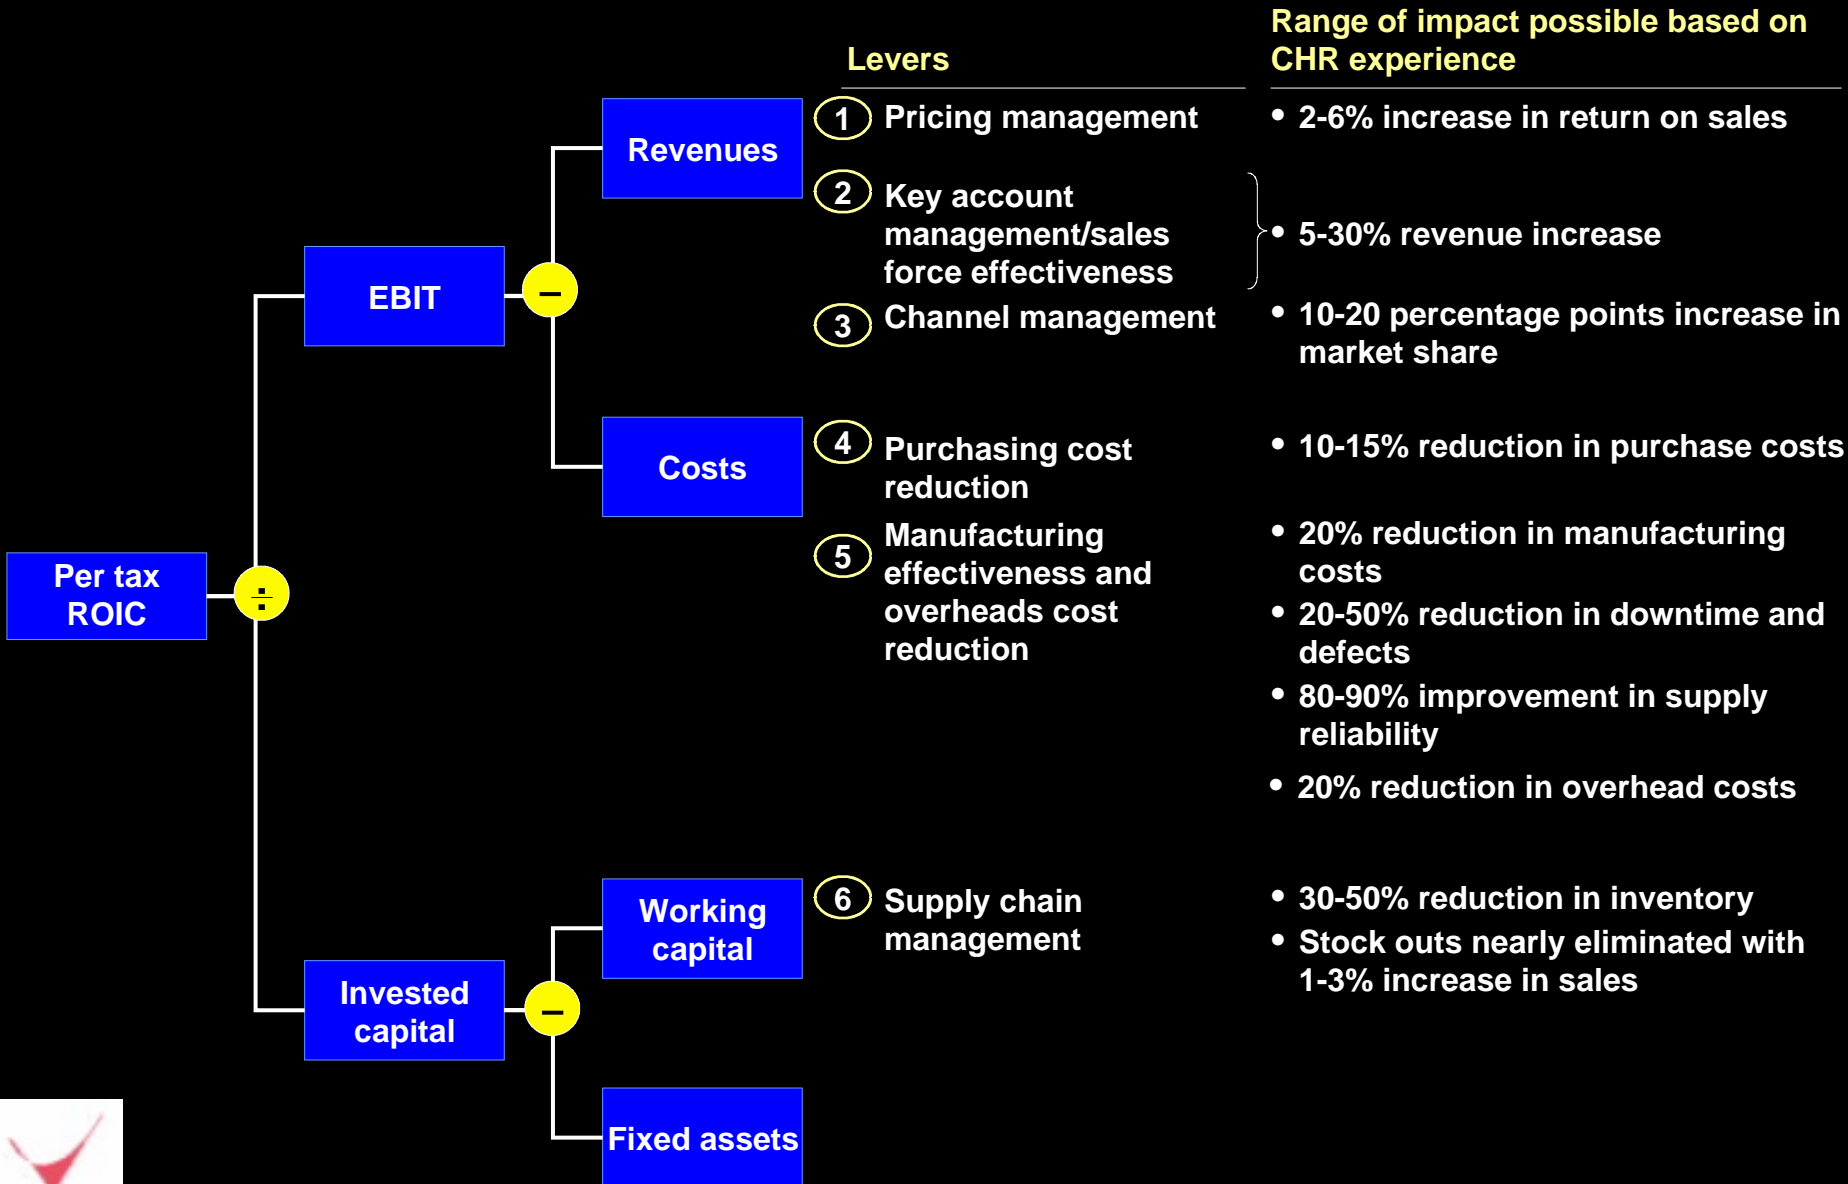 Levers
Range of impact possible based on
CHR experience
Revenues
1
Pricing management
• 2-6% increase in return on sales
2
Key account
management/sales
force effectiveness
• 5-30% revenue increase
EBIT
–
3
Channel management
• 10-20 percentage points increase in
market share
Costs
4
Purchasing cost
reduction
• 10-15% reduction in purchase costs
5
Manufacturing
effectiveness and
overheads cost
reduction
• 20% reduction in manufacturing
costs
• 20-50% reduction in downtime and
defects
• 80-90% improvement in supply
reliability
• 20% reduction in overhead costs
Per tax
ROIC
÷
Working
capital
6
Supply chain
management
• 30-50% reduction in inventory
• Stock outs nearly eliminated with
1-3% increase in sales
Invested
capital
–
Fixed assets